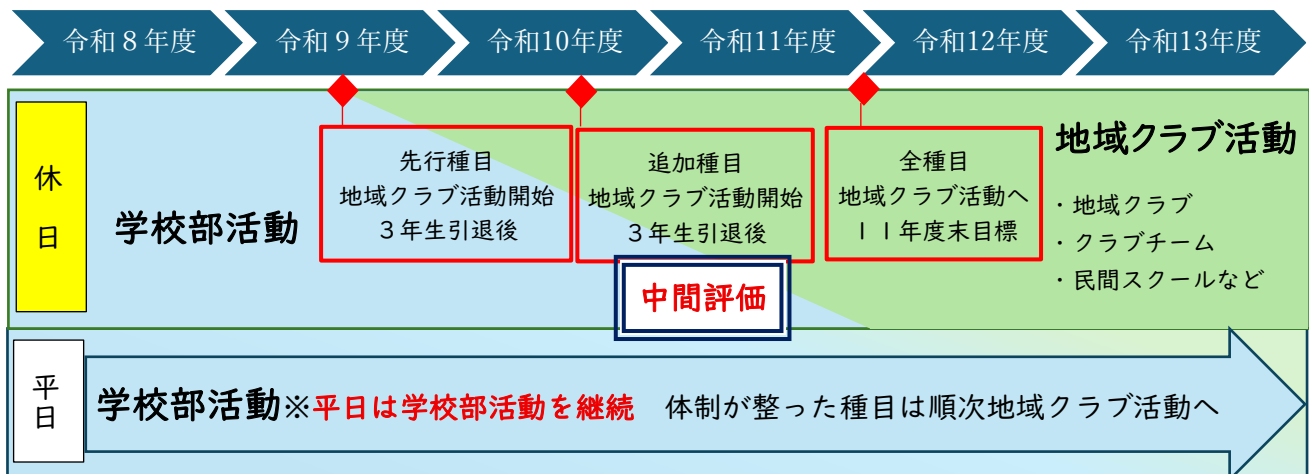 令和８年度
令和９年度
令和10年度
令和11年度
令和12年度
令和13年度
休
日
学校部活動
先行種目
地域クラブ活動開始
３年生引退後
追加種目
地域クラブ活動開始
３年生引退後
中間評価
全種目
地域クラブ活動へ
１１年度末目標
地域クラブ活動
・地域クラブ
・クラブチーム
・民間スクールなど
平
日
学校部活動※平日は学校部活動を継続　体制が整った種目は順次地域クラブ活動へ